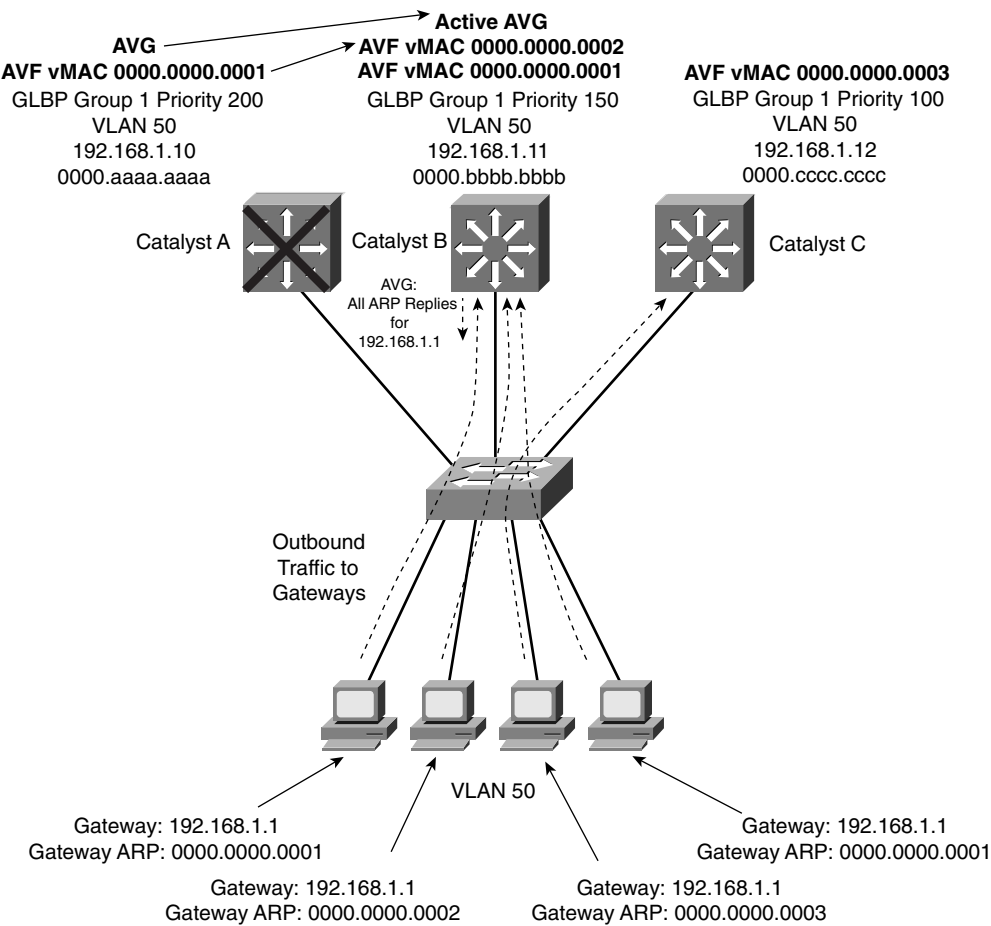 AVG
AVF vMAC 0000.0000.0001
GLBP Group 1 Priority 200
VLAN 50
192.168.1.10
0000.aaaa.aaaa
Active AVG
AVF vMAC 0000.0000.0002
AVF vMAC 0000.0000.0001
GLBP Group 1 Priority 150
VLAN 50
192.168.1.11
0000.bbbb.bbbb
AVF vMAC 0000.0000.0003
GLBP Group 1 Priority 100
VLAN 50
192.168.1.12
0000.cccc.cccc
Catalyst A
Catalyst B
Catalyst C
AVG:
All ARP Replies
for
192.168.1.1
Outbound
Traffic to
Gateways
VLAN 50
Gateway: 192.168.1.1
Gateway ARP: 0000.0000.0001
Gateway: 192.168.1.1
Gateway ARP: 0000.0000.0002
Gateway: 192.168.1.1
Gateway ARP: 0000.0000.0003
Gateway: 192.168.1.1
Gateway ARP: 0000.0000.0001